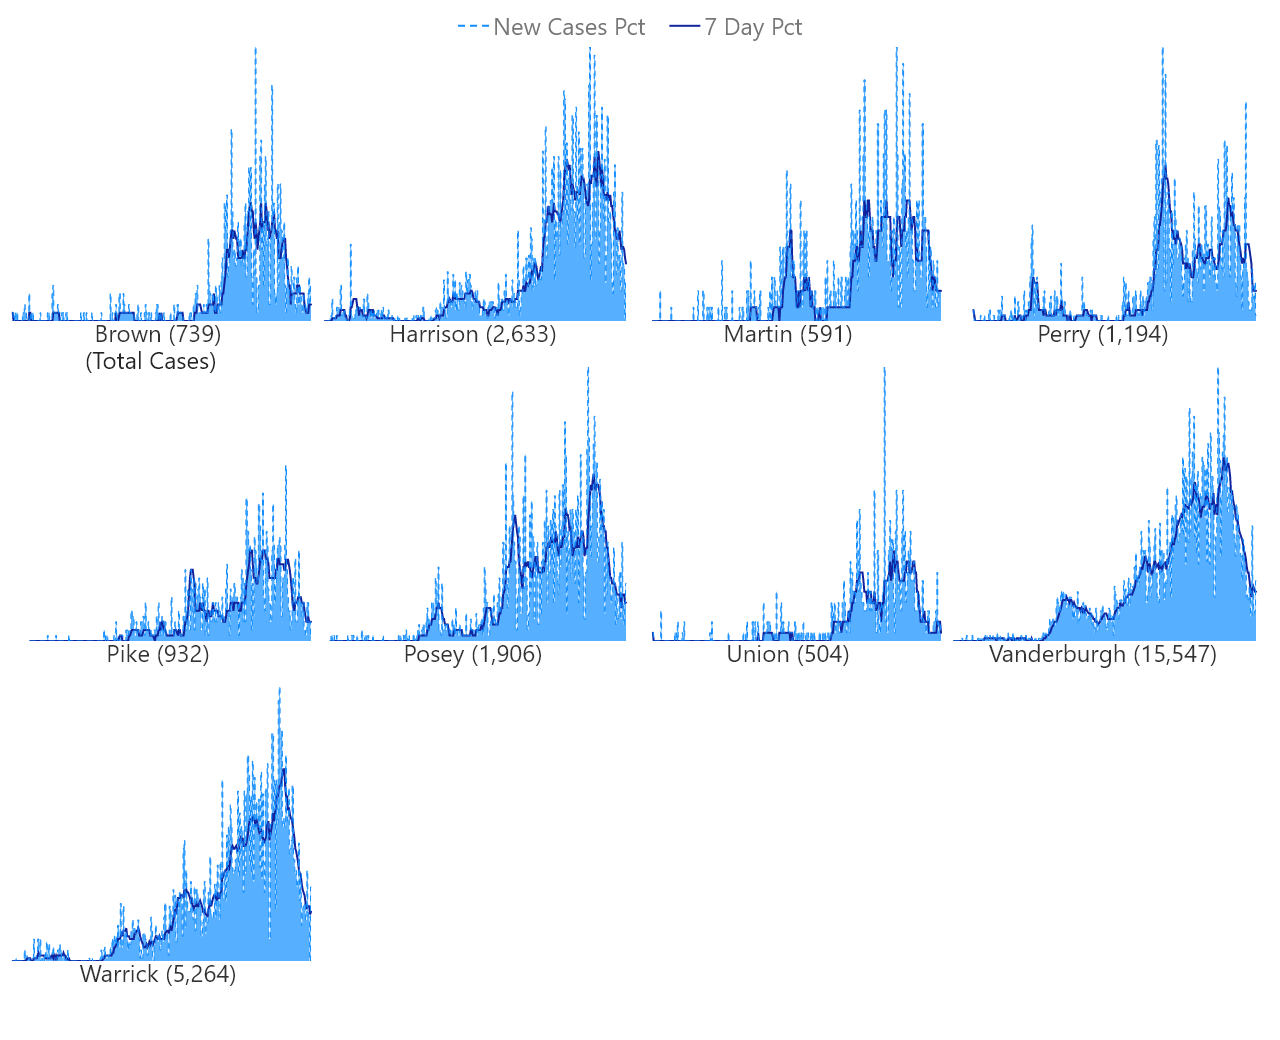 New Cases Pct 7 Day Pct
Brown (739)
(Total Cases)
Harrison (2,633)
Martin (591)
Perry (1,194)
Pike (932)
Posey (1,906)
Union (504)
Vanderburgh (15,547)
Warrick (5,264)